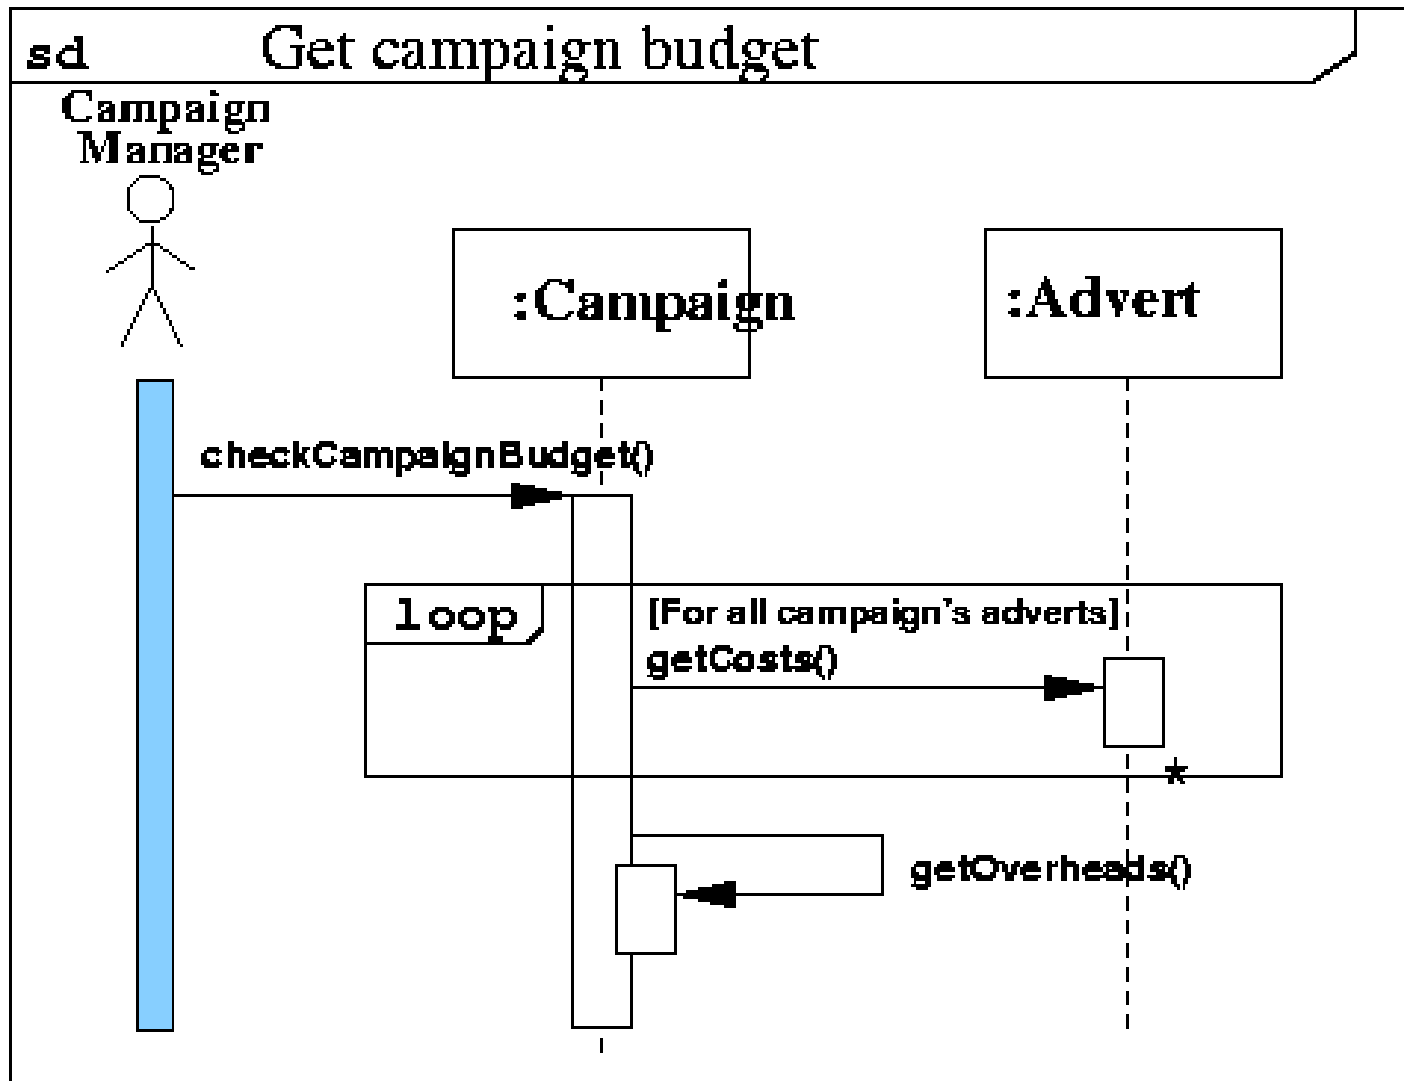 sd Get campaign budget
Campaign
Manager
:Campaign
:Advert
checkCampaignBudget()
loop
[For all campaign's adverts]
getCosts()
*
getOverheads()